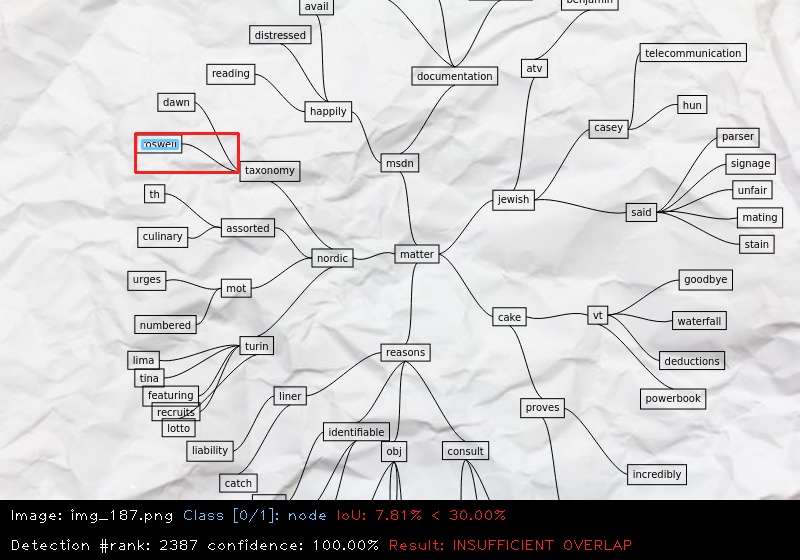 avail
benjamin
distressed
telecommunication
reading
documentation
atv
dawn
happily
hun
casey
parser
taxonomy
msdn
signage
th
jewish
unfair
said
mating
assorted
culinary
stain
nordic
matter
urges
mot
goodbye
numbered
cake
vt
waterfall
turin
lima
reasons
deductions
tina
featuring
liner
powerbook
recruits
proves
lotto
identifiable
liability
obj
consult
incredibly
catch
Image: img_187.png Class [0/1]: node IoU: 7.81% < 30.00%
Detection #rank: 2387 confidence: 100.00% Result: INSUFFICIENT OVERLAP